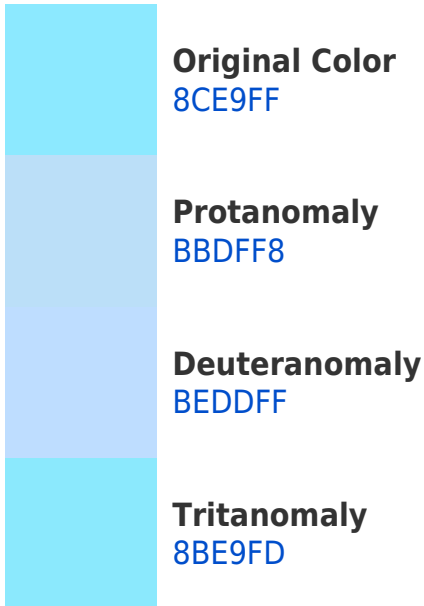 Original Color
8CE9FF
Protanomaly
BBDFF8
Deuteranomaly
BEDDFF
Tritanomaly
8BE9FD